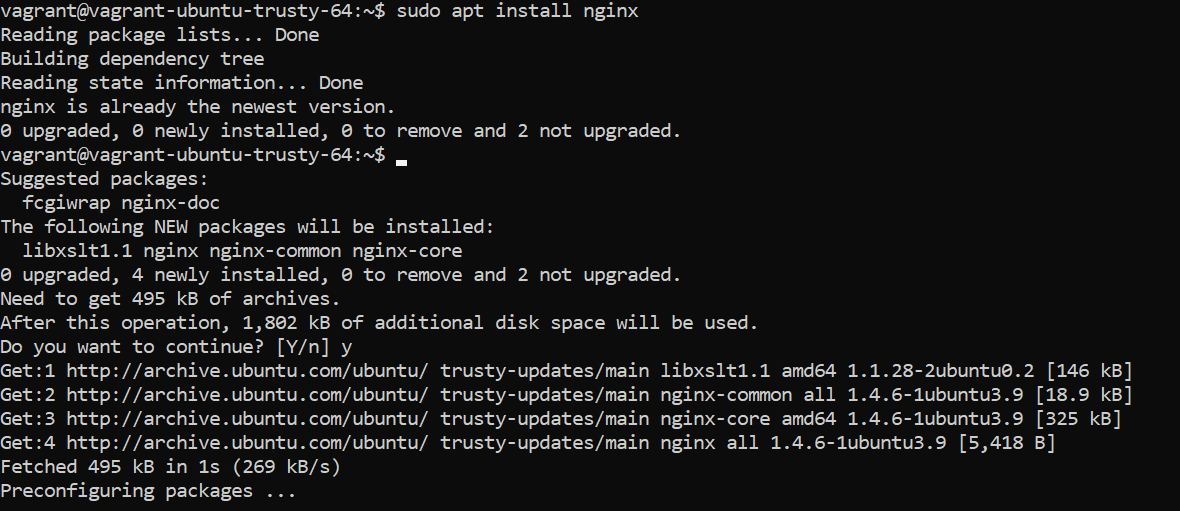 vagrant@vagrant-ubuntu-trusty-64:~$ sudo apt install nginx
Reading package lists... Done
Building dependency tree
Reading state information... Done
nginx is already the newest version.
0 upgraded, 0 newly installed, 0 to remove and 2 not upgraded.
vagrant@vagrant-ubuntu-trusty-64:~$
Suggested packages:
  fcgiwrap nginx-doc
The following NEW packages will be installed:
  libxslt1.1 nginx nginx-common nginx-core
0 upgraded, 4 newly installed, 0 to remove and 2 not upgraded.
Need to get 495 kB of archives.
After this operation, 1,802 kB of additional disk space will be used.
Do you want to continue? [Y/n] y
Get:1 http://archive.ubuntu.com/ubuntu/ trusty-updates/main libxslt1.1 amd64 1.1.28-2ubuntu0.2 [146 kB]
Get:2 http://archive.ubuntu.com/ubuntu/ trusty-updates/main nginx-common all 1.4.6-1ubuntu3.9 [18.9 kB]
Get:3 http://archive.ubuntu.com/ubuntu/ trusty-updates/main nginx-core amd64 1.4.6-1ubuntu3.9 [325 kB]
Get:4 http://archive.ubuntu.com/ubuntu/ trusty-updates/main nginx all 1.4.6-1ubuntu3.9 [5,418 B]
Fetched 495 kB in 1s (269 kB/s)
Preconfiguring packages ...